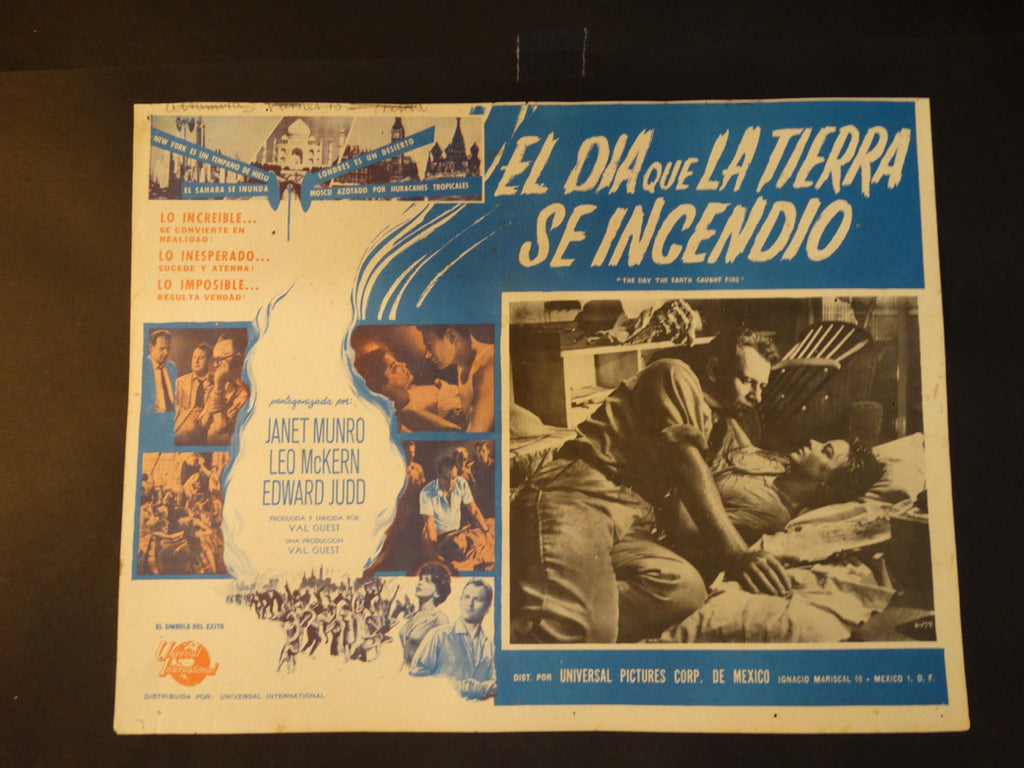 NEW YORK ES UN TEMPANO DE HIELO
LONDRES ES UN DESIERTO
EL SAHARA SE INUNDA
MOSCU AZOTADO POR HURACANES TROPICALES
LO INCREIBLE...
SE CONVIERTE EN
REALIDAD!
LO INESPERADO...
SUCEDE Y ATERRA!
LO IMPOSIBLE...
RESULTA VERDAD!
EL DIA QUE LA TIERRA
SE INCENDIO
"THE DAY THE EARTH CAUGHT FIRE"
protagonizada por:
JANET MUNRO
LEO McKERN
EDWARD JUDD
PRODUCIDA Y DIRIGIDA POR
VAL GUEST
UNA PRODUCCION
VAL GUEST
EL SIMBOLO DEL EXITO
Universal
International
DISTRIBUIDA POR: UNIVERSAL INTERNATIONAL
DIST. POR UNIVERSAL PICTURES CORP. DE MEXICO IGNACIO MARISCAL 55 - MEXICO 1, D. F.